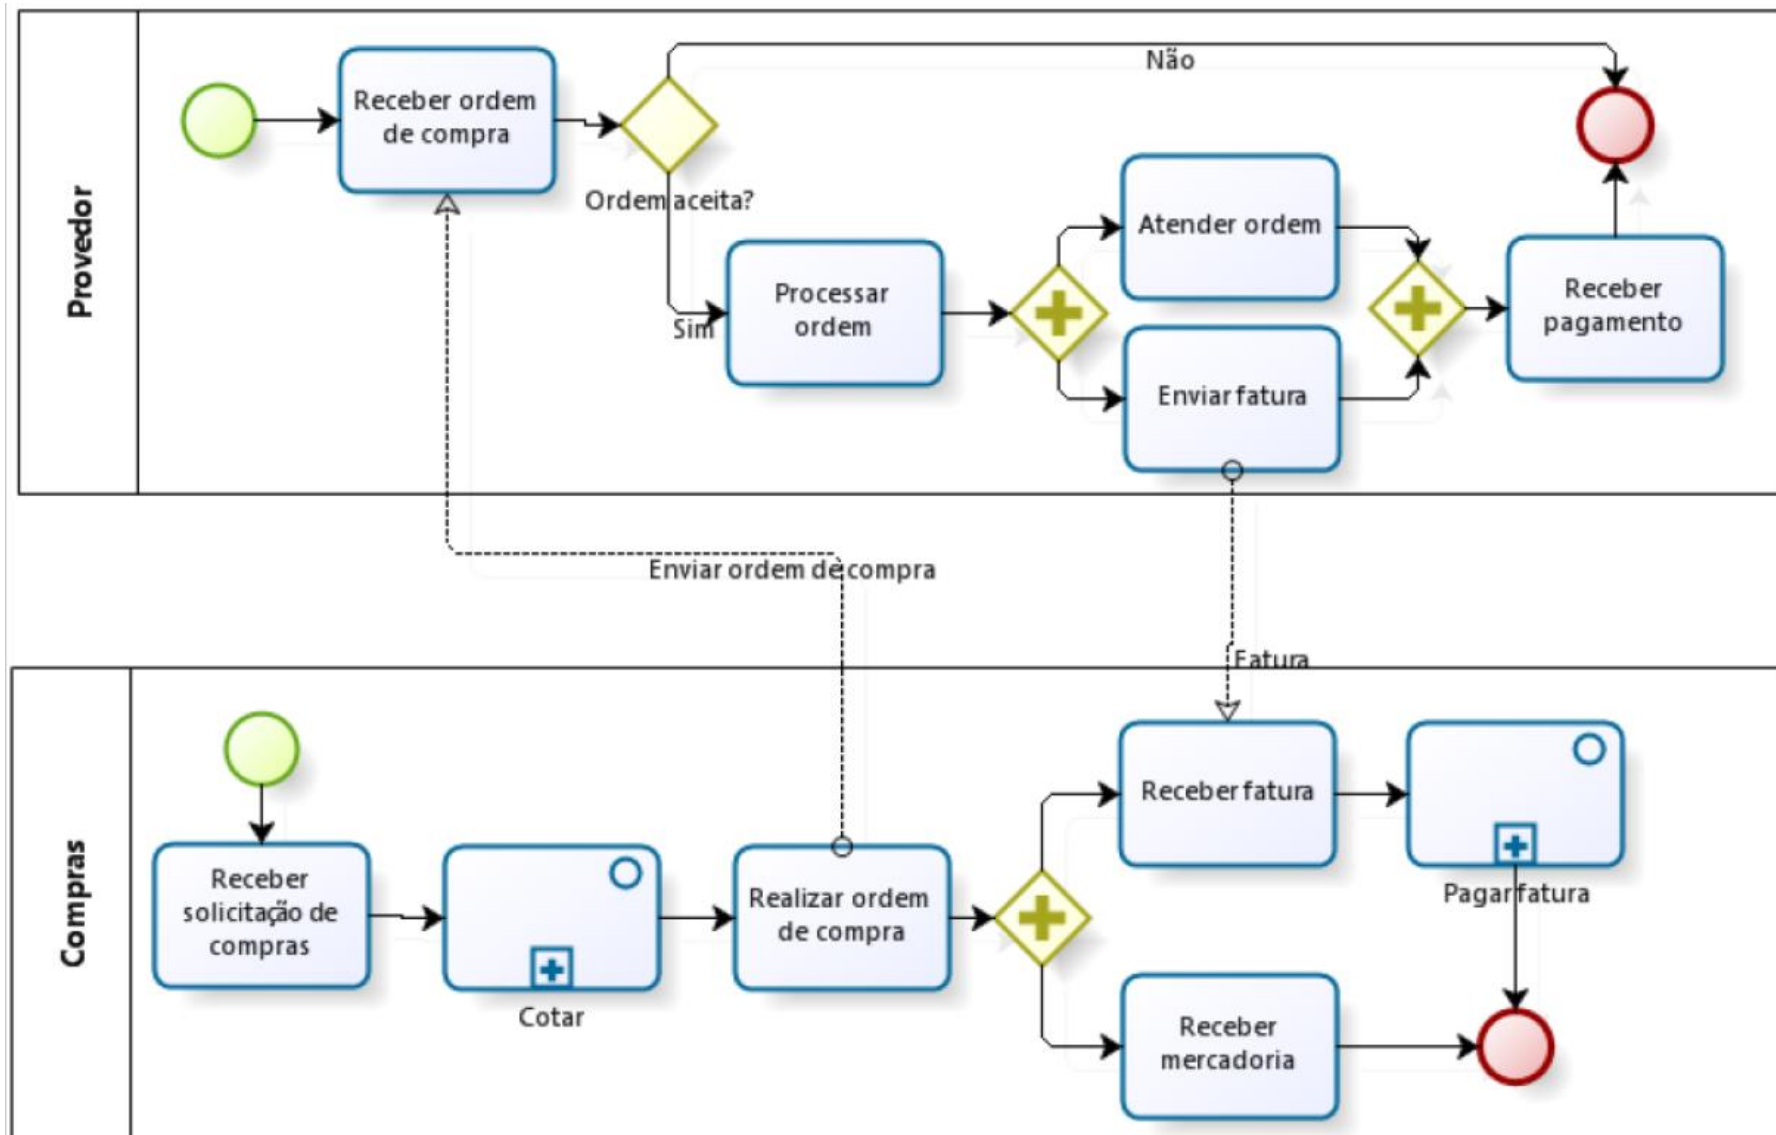 Provedor
Receber ordem
de compra
Não
Ordem aceita?
Sim
Processar
ordem
Atender ordem
Enviar fatura
Receber
pagamento
Enviar ordem de compra
Fatura
Compras
Receber
solicitação de
compras
Cotar
Realizar ordem
de compra
Receber fatura
Pagar fatura
Receber
mercadoria